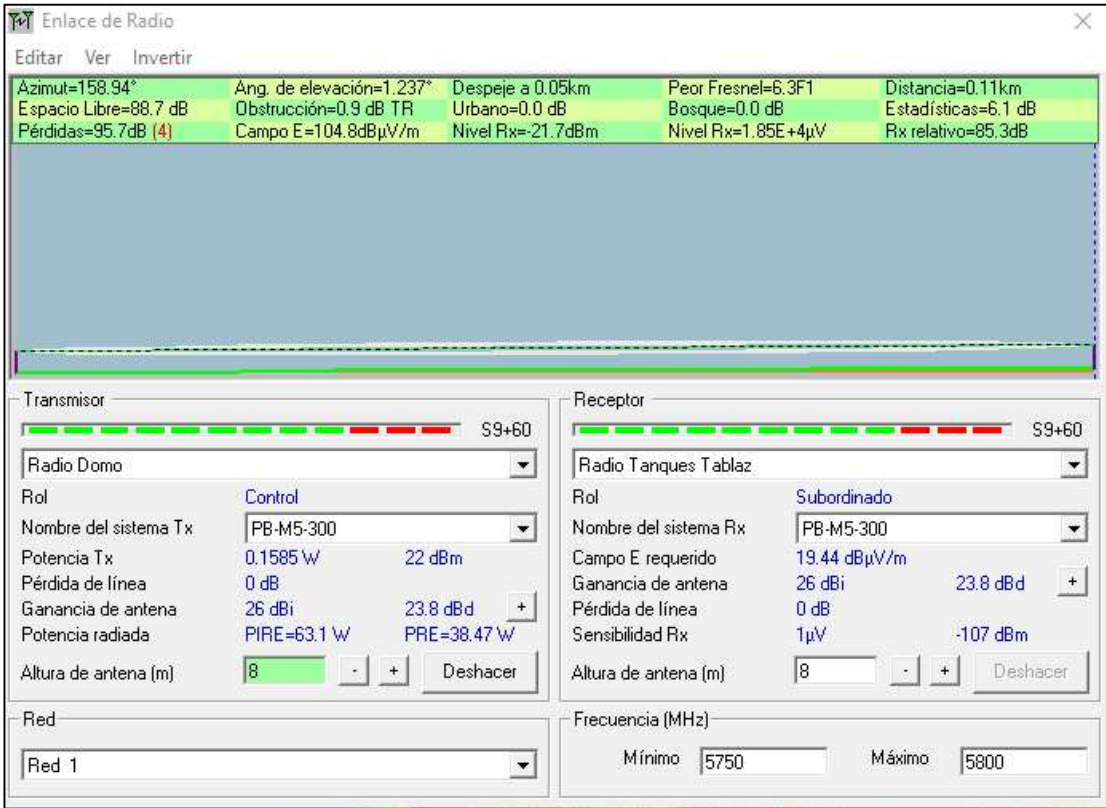 Enlace de Radio
Editar Ver Invertir
Azimut=158.94° Ang. de elevación=1.237° Despeje a 0.05km Peor Fresnel=6.3F1 Distancia=0.11km
Espacio Libre=88.7 dB Obstrucción=0.9 dB TR Urbano=0.0 dB Bosque=0.0 dB Estadísticas=6.1 dB
Pérdidas=95.7dB (4) Campo E=104.8dBµV/m Nivel Rx=-21.7dBm Nivel Rx=1.85E+4µV Rx relativo=85.3dB
Transmisor
S9+60
Radio Domo
Rol Control
Nombre del sistema Tx PB-M5-300
Potencia Tx 0.1585 W 22 dBm
Pérdida de línea 0 dB
Ganancia de antena 26 dBi 23.8 dBd +
Potencia radiada PIRE=63.1 W PRE=38.47 W
Altura de antena (m) 8 - + Deshacer
Receptor
S9+60
Radio Tanques Tablaz
Rol Subordinado
Nombre del sistema Rx PB-M5-300
Campo E requerido 19.44 dBµV/m
Ganancia de antena 26 dBi 23.8 dBd +
Pérdida de línea 0 dB
Sensibilidad Rx 1µV -107 dBm
Altura de antena (m) 8 - + Deshacer
Red
Red 1
Frecuencia (MHz)
Mínimo 5750 Máximo 5800